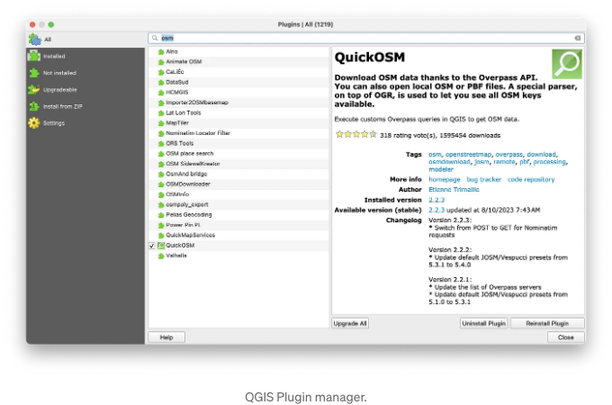 Plugins | All (1219)
All
osm
Installed
Not installed
Upgradeable
Install from ZIP
Settings
Aino
Animate OSM
DataSud
HCMGIS
Importer2OSMbasemap
Lat Lon Tools
MapTiler
Nominatim Locator Filter
ORS Tools
OSM place search
OSM SidewalKreator
OsmAnd bridge
OSMDownloader
OSMInfo
osmpoly_export
Pelias Geocoding
Power Pin PL
QuickMapServices
QuickOSM
Valhalla
QuickOSM
Download OSM data thanks to the Overpass API.
You can also open local OSM or PBF files. A special parser,
on top of OGR, is used to let you see all OSM keys
available.
Execute customs Overpass queries in QGIS to get OSM data.
318 rating vote(s), 1595454 downloads
Tags osm, openstreetmap, overpass, download,
osmdownload, josm, remote, pbf, processing,
modeler
More info homepage bug tracker code repository
Author Etienne Trimaille
Installed version 2.2.3
Available version (stable) 2.2.3 updated at 8/10/2023 7:43 AM
Changelog Version 2.2.3:
* Switch from POST to GET for Nominatim
requests
Version 2.2.2:
* Update default JOSM/Vespucci presets from
5.3.1 to 5.4.0
Version 2.2.1:
* Update the list of Overpass servers
* Update default JOSM/Vespucci presets from
5.1.0 to 5.3.1
Upgrade All
Uninstall Plugin
Reinstall Plugin
Help
Close
QGIS Plugin manager.